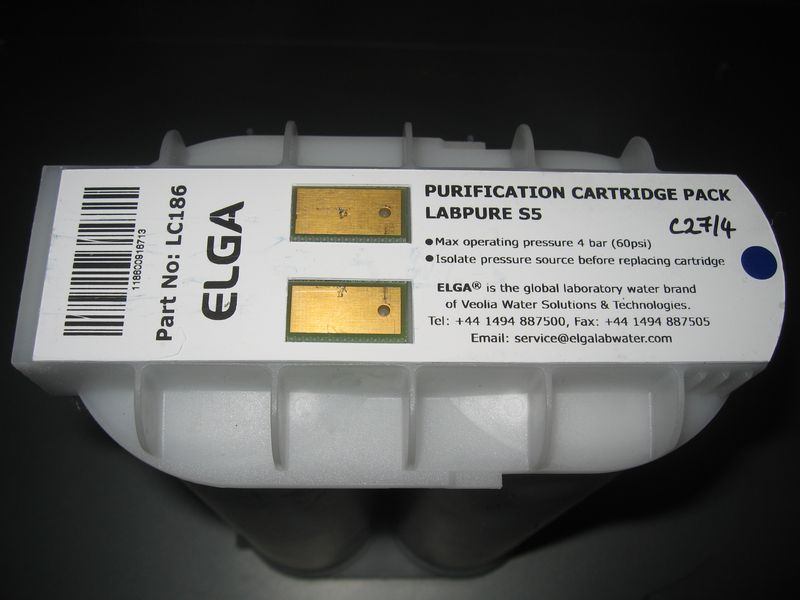 118600918713
Part No: LC186
ELGA
PURIFICATION CARTRIDGE PACK
LABPURE S5
C27/4
●Max operating pressure 4 bar (60psi)
●Isolate pressure source before replacing cartridge
ELGA® is the global laboratory water brand
of Veolia Water Solutions & Technologies.
Tel: +44 1494 887500, Fax: +44 1494 887505
Email: service@elgalabwater.com